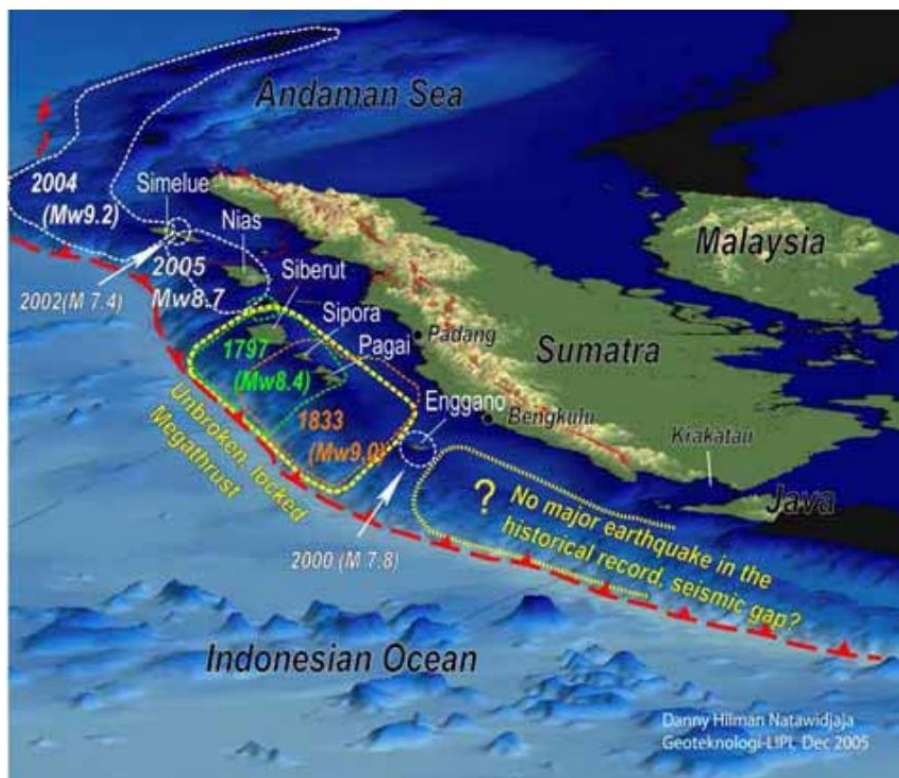 Andaman Sea
2004
(Mw9.2)
Simelue
Nias
Malaysia
2005
Mw8.7
2002(M 7.4)
Siberut
Sipora
Pagai
Padang
Sumatra
1797
(Mw8.4)
1833
(Mw9.0)
Enggano
Bengkulu
Krakatau
Java
Unbroken, locked
Megathrust
2000 (M 7.8)
? No major earthquake in the
historical record, seismic gap?
Indonesian Ocean
Danny Hilman Natawidjaja
Geoteknologi-LIPI, Dec 2005